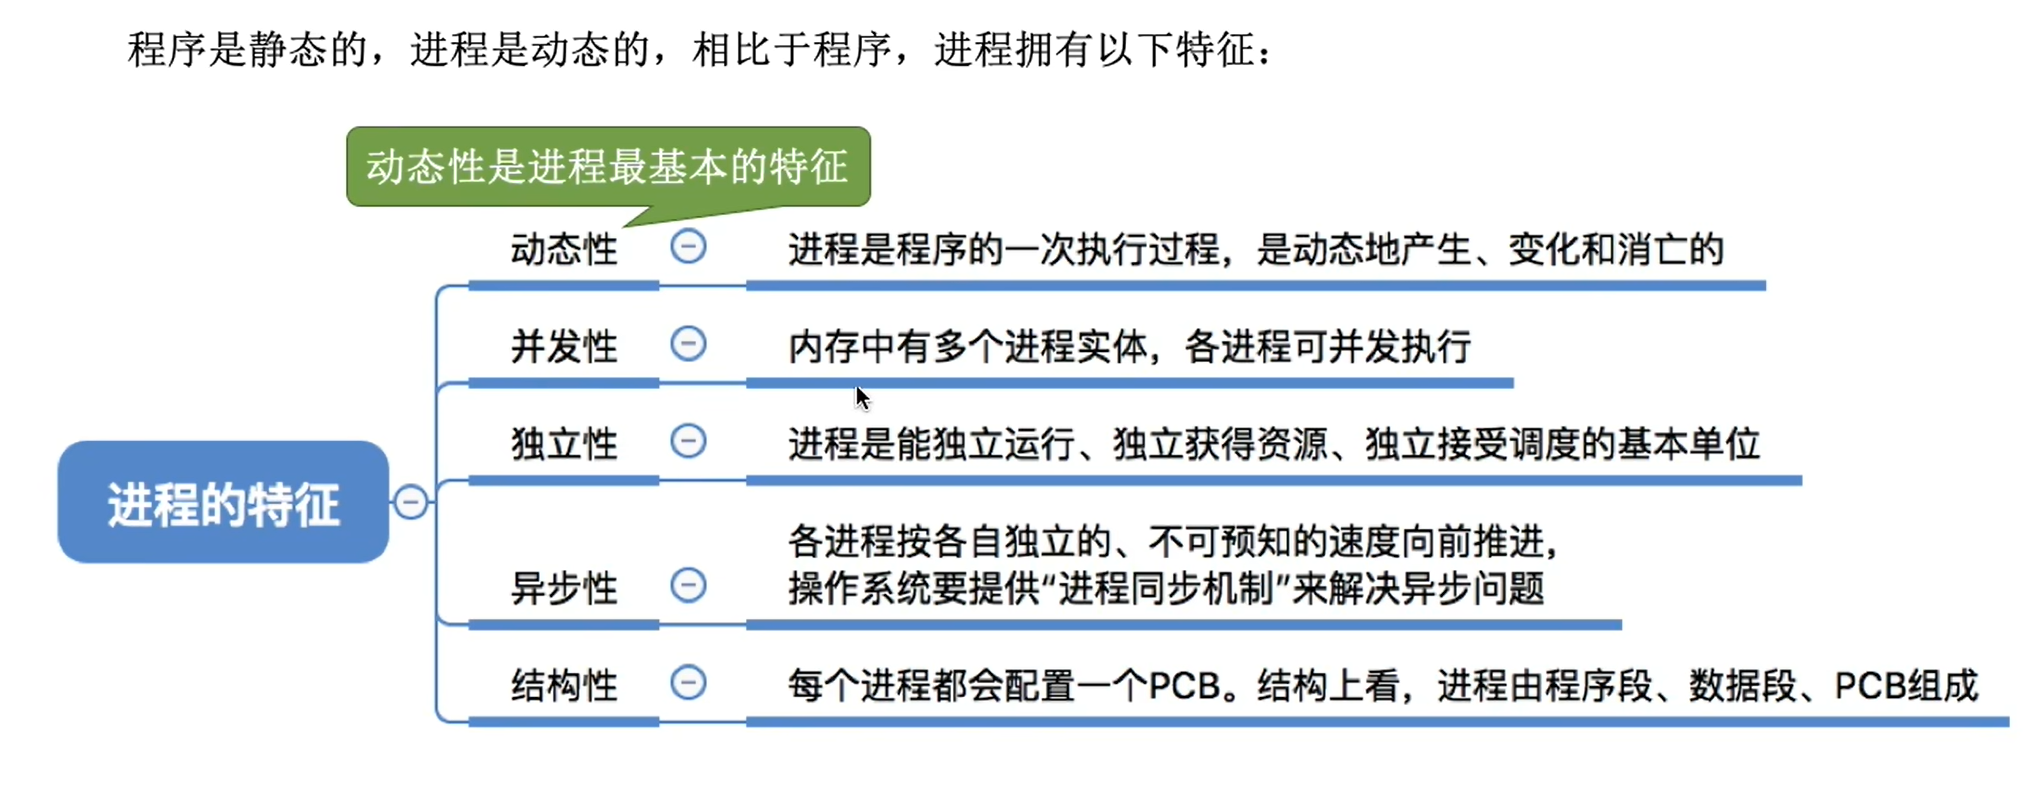 程序是静态的，进程是动态的，相比于程序，进程拥有以下特征：
动态性是进程最基本的特征
进程的特征
动态性
进程是程序的一次执行过程，是动态地产生、变化和消亡的
并发性
内存中有多个进程实体，各进程可并发执行
独立性
进程是能独立运行、独立获得资源、独立接受调度的基本单位
异步性
各进程按各自独立的、不可预知的速度向前推进，
操作系统要提供“进程同步机制”来解决异步问题
结构性
每个进程都会配置一个PCB。结构上看，进程由程序段、数据段、PCB组成